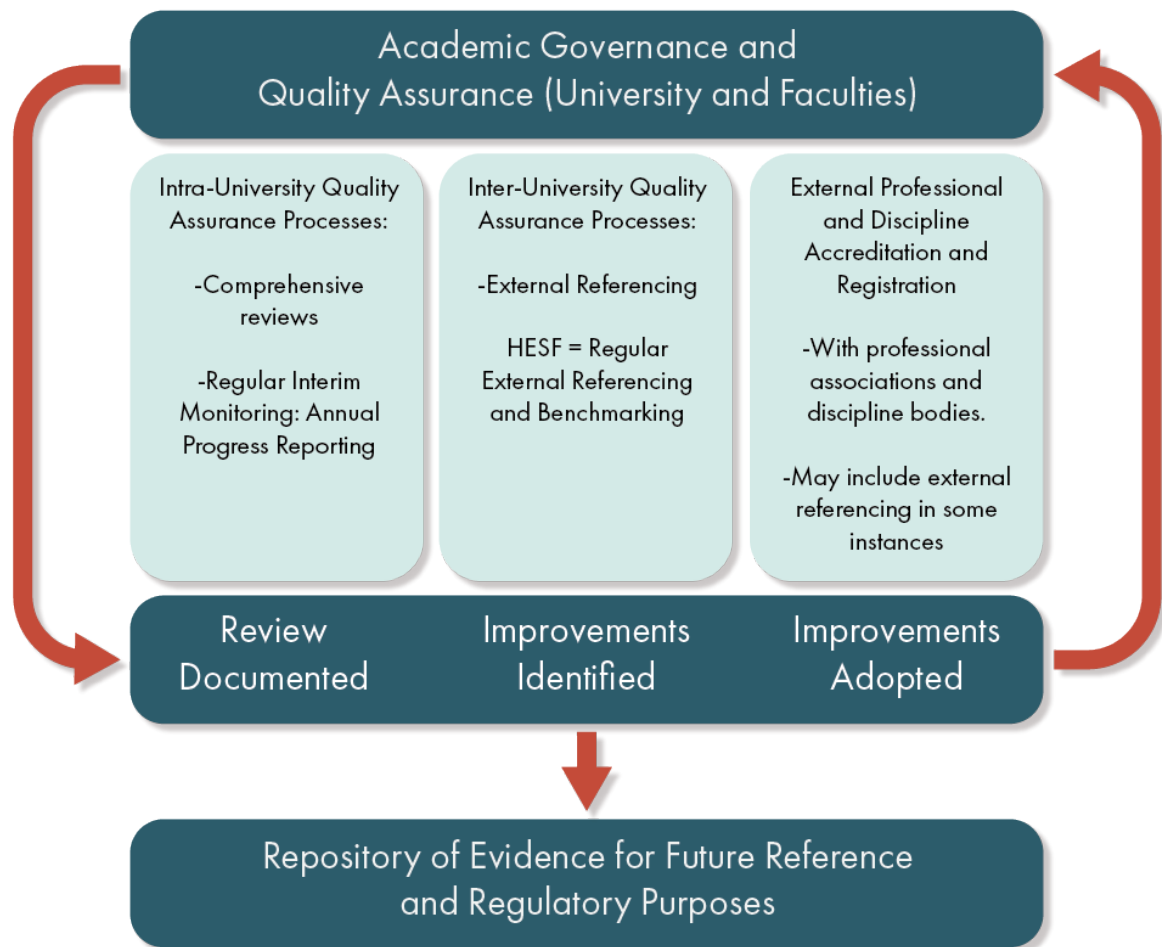 Academic Governance and
Quality Assurance (University and Faculties)
Intra-University Quality
Assurance Processes:
-Comprehensive
reviews
-Regular Interim
Monitoring: Annual
Progress Reporting
Inter-University Quality
Assurance Processes:
-External Referencing
HESF = Regular
External Referencing
and Benchmarking
External Professional
and Discipline
Accreditation and
Registration
-With professional
associations and
discipline bodies.
-May include external
referencing in some
instances
Review
Documented
Improvements
Identified
Improvements
Adopted
Repository of Evidence for Future Reference
and Regulatory Purposes